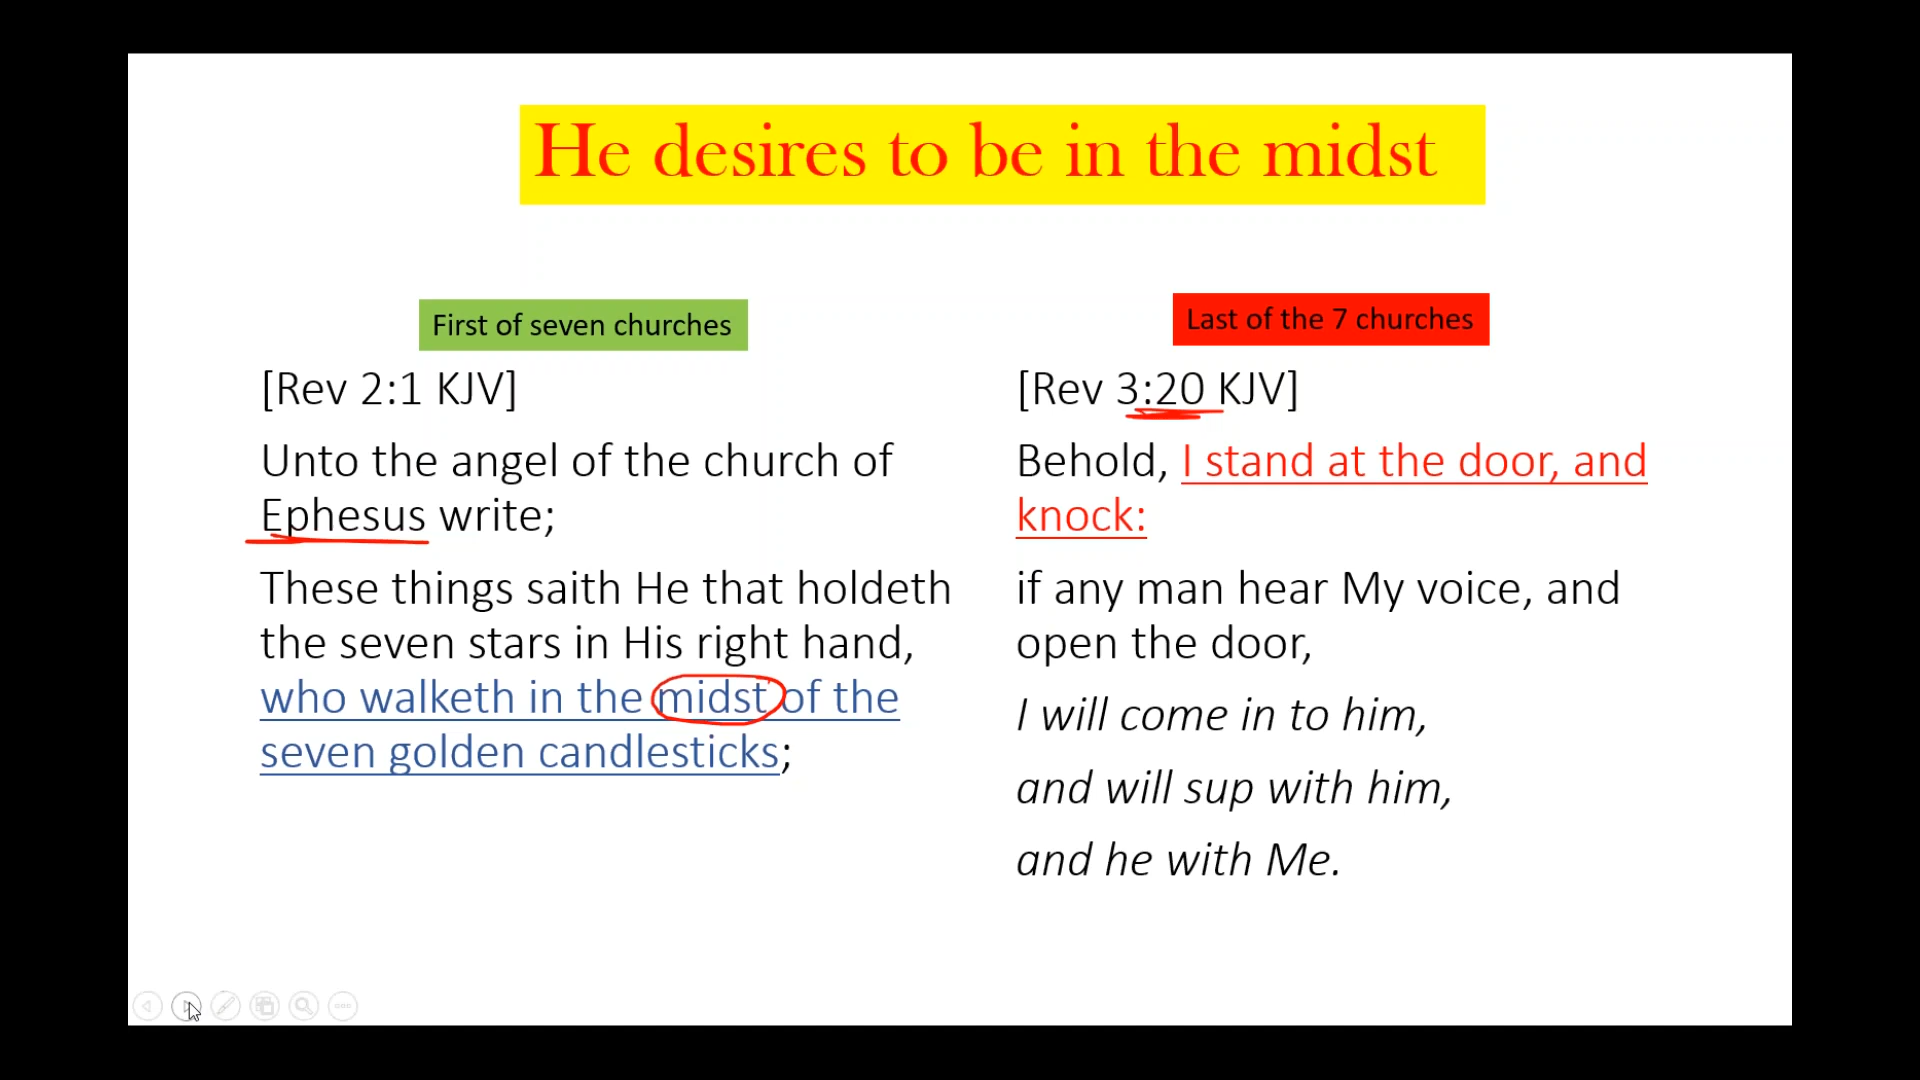 He desires to be in the midst
First of seven churches
[Rev 2:1 KJV]
Unto the angel of the church of
Ephesus write;
These things saith He that holdeth
the seven stars in His right hand,
who walketh in the midst of the
seven golden candlesticks;
Last of the 7 churches
[Rev 3:20 KJV]
Behold, I stand at the door, and
knock:
if any man hear My voice, and
open the door,
I will come in to him,
and will sup with him,
and he with Me.